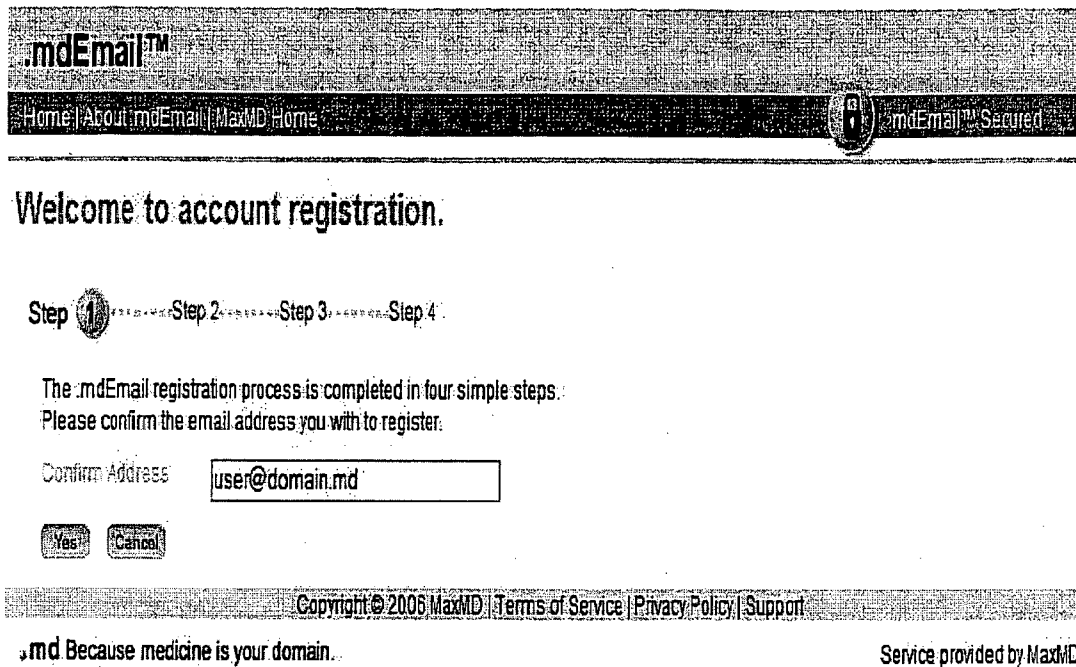 .mdEmail™
Home | About .mdEmail | MaxMD Home
.mdEmail™ Secured
Welcome to account registration.
Step 1 Step 2 Step 3 Step 4
The .mdEmail registration process is completed in four simple steps.
Please confirm the email address you with to register.
Confirm Address user@domain.md
Yes Cancel
Copyright © 2006 MaxMD | Terms of Service | Privacy Policy | Support
.md Because medicine is your domain.
Service provided by MaxMD